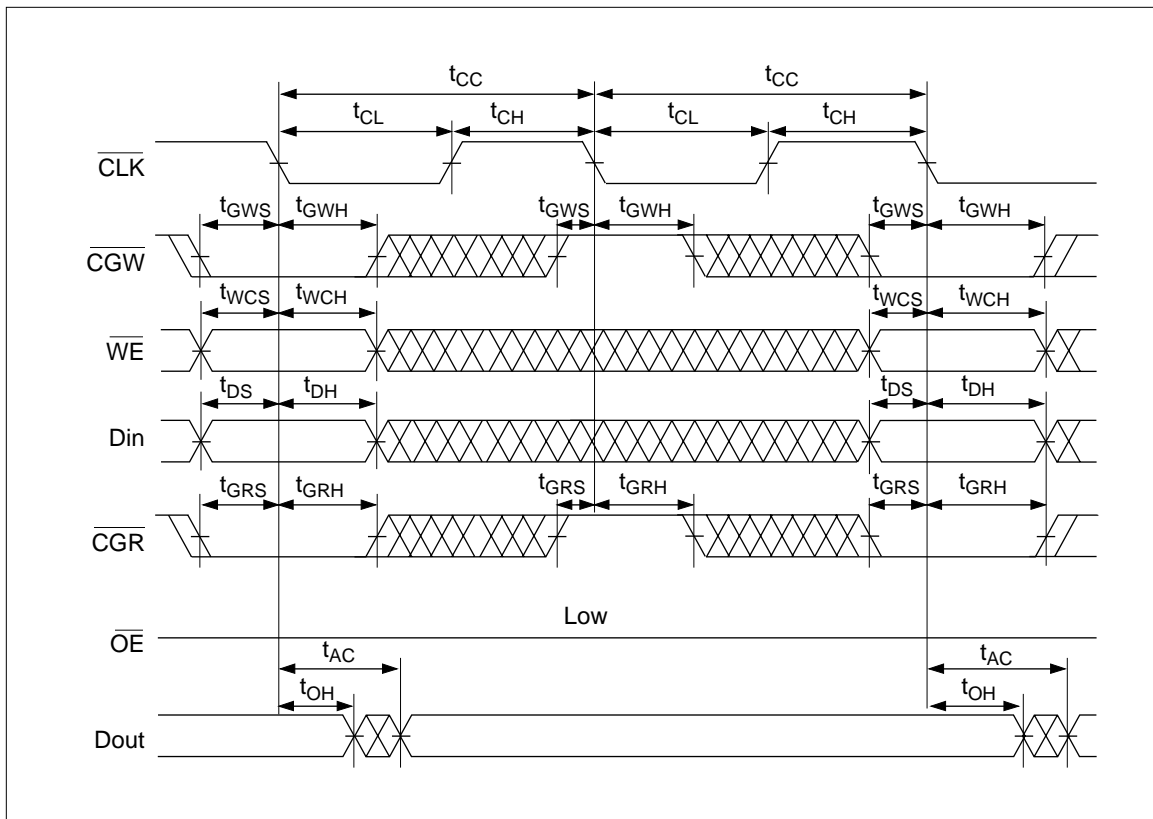 tCC tCC
tCL tCH tCL tCH
CLK
tGWS tGWH tGWS tGWH tGWS tGWH
CGW
tWCS tWCH tWCS tWCH
WE
tDS tDH tDS tDH
Din
tGRS tGRH tGRS tGRH tGRS tGRH
CGR
Low
OE
tAC tAC
tOH tOH
Dout